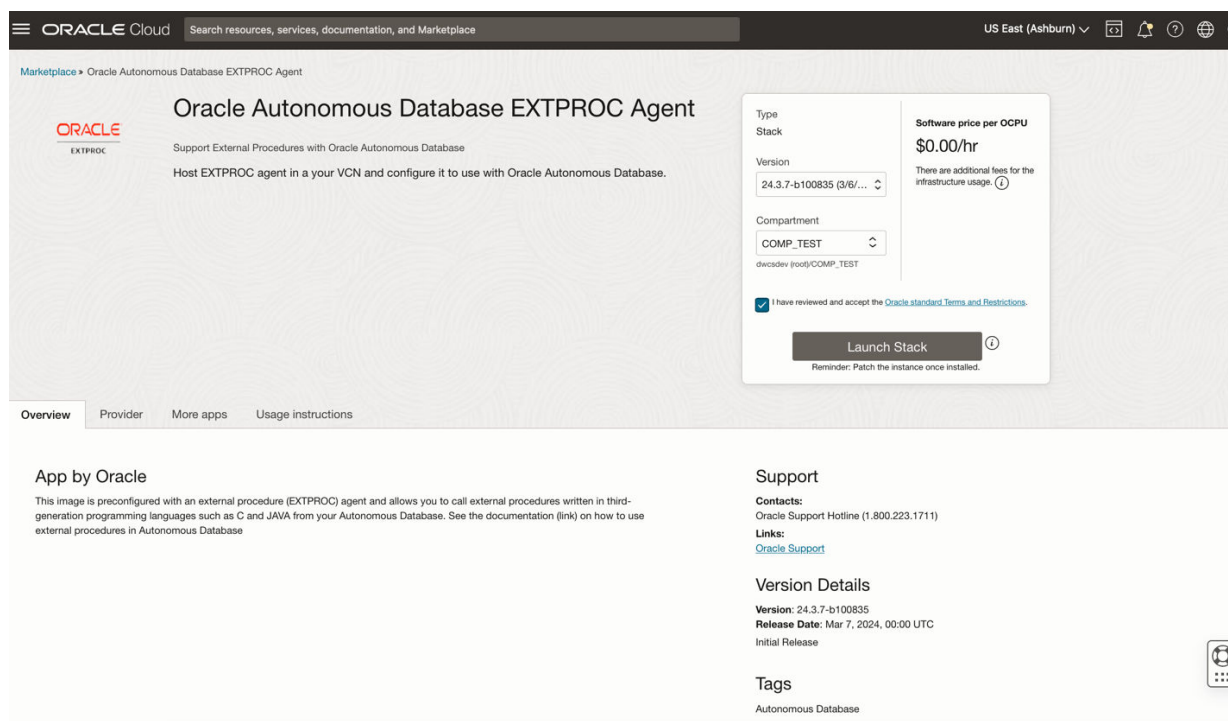 ORACLE Cloud
Search resources, services, documentation, and Marketplace
US East (Ashburn)
Marketplace » Oracle Autonomous Database EXTPROC Agent
ORACLE
EXTPROC
Oracle Autonomous Database EXTPROC Agent
Support External Procedures with Oracle Autonomous Database
Host EXTPROC agent in a your VCN and configure it to use with Oracle Autonomous Database.
Type
Stack
Version
24.3.7-b100835 (3/6/...
Compartment
COMP_TEST
dwcsdev (root)/COMP_TEST
Software price per OCPU
$0.00/hr
There are additional fees for the
infrastructure usage.
I have reviewed and accept the Oracle standard Terms and Restrictions.
Launch Stack
Reminder: Patch the instance once installed.
Overview
Provider
More apps
Usage instructions
App by Oracle
This image is preconfigured with an external procedure (EXTPROC) agent and allows you to call external procedures written in third-
generation programming languages such as C and JAVA from your Autonomous Database. See the documentation (link) on how to use
external procedures in Autonomous Database
Support
Contacts:
Oracle Support Hotline (1.800.223.1711)
Links:
Oracle Support
Version Details
Version: 24.3.7-b100835
Release Date: Mar 7, 2024, 00:00 UTC
Initial Release
Tags
Autonomous Database